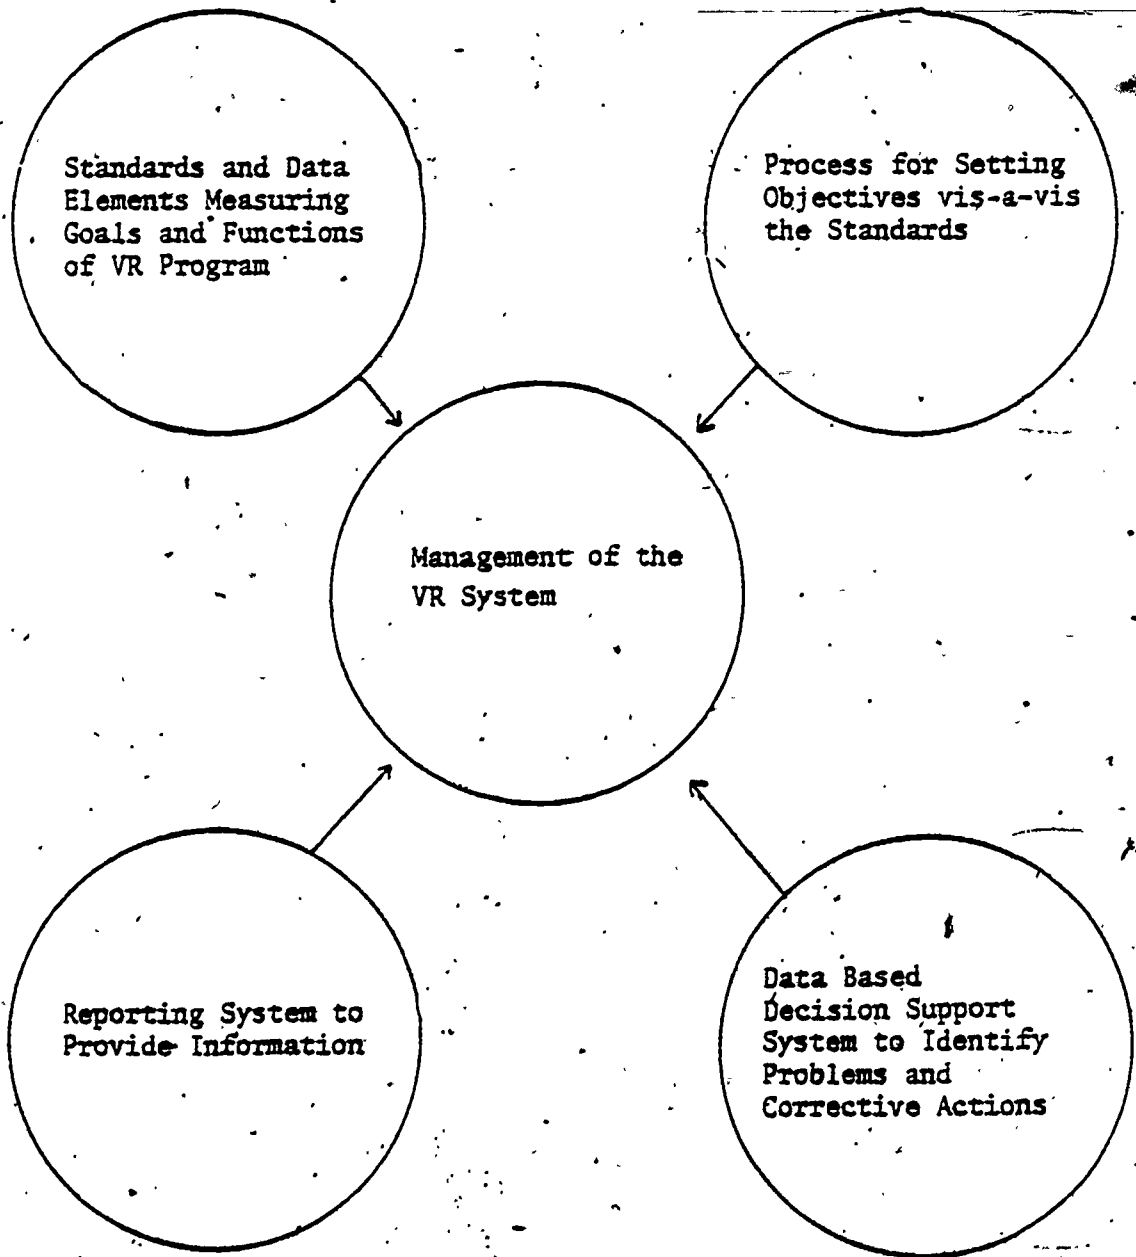 Standards and Data
Elements Measuring
Goals and Functions
of VR Program
Process for Setting
Objectives vis-a-vis
the Standards
Management of the
VR System
Reporting System to
Provide Information
Data Based
Decision Support
System to Identify
Problems and
Corrective Actions